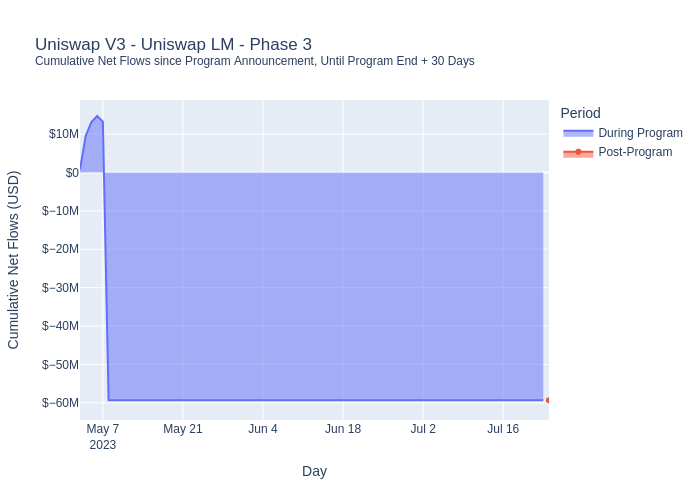 Uniswap V3 - Uniswap LM - Phase 3
Cumulative Net Flows since Program Announcement, Until Program End + 30 Days
Period
During Program
Post-Program
Cumulative Net Flows (USD)
$10M
$0
$−10M
$−20M
$−30M
$−40M
$−50M
$−60M
May 7
2023
May 21
Jun 4
Jun 18
Jul 2
Jul 16
Day